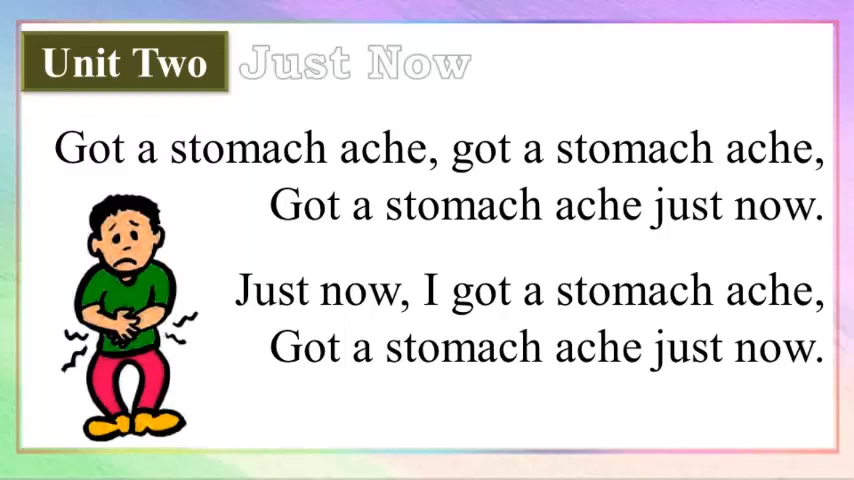 Unit Two Just Now
Got a stomach ache, got a stomach ache,
Got a stomach ache just now.
Just now, I got a stomach ache,
Got a stomach ache just now.